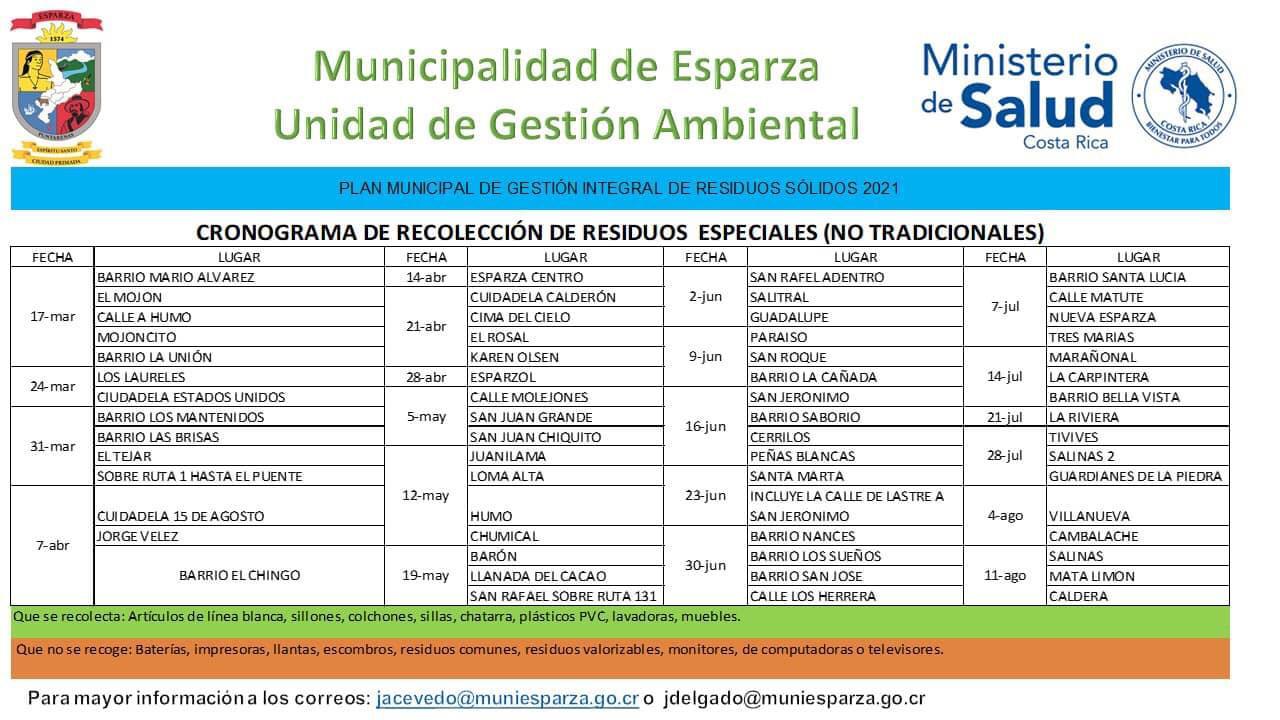 ESPARZA
1574
PUNTARENAS
ESPÍRITU SANTO
CIUDAD PRIMADA
Municipalidad de Esparza
Unidad de Gestión Ambiental
Ministerio
de Salud
Costa Rica
MINISTERIO DE SALUD
COSTA RICA
BIENESTAR PARA TODOS
PLAN MUNICIPAL DE GESTIÓN INTEGRAL DE RESIDUOS SÓLIDOS 2021
CRONOGRAMA DE RECOLECCIÓN DE RESIDUOS ESPECIALES (NO TRADICIONALES)
FECHA LUGAR FECHA LUGAR FECHA LUGAR FECHA LUGAR
17-mar
BARRIO MARIO ALVAREZ
EL MOJON
CALLE A HUMO
MOJONCITO
BARRIO LA UNIÓN
24-mar
LOS LAURELES
CIUDADELA ESTADOS UNIDOS
31-mar
BARRIO LOS MANTENIDOS
BARRIO LAS BRISAS
EL TEJAR
SOBRE RUTA 1 HASTA EL PUENTE
7-abr
CUIDADELA 15 DE AGOSTO
JORGE VELEZ
BARRIO EL CHINGO
14-abr
ESPARZA CENTRO
21-abr
CUIDADELA CALDERÓN
CIMA DEL CIELO
EL ROSAL
KAREN OLSEN
28-abr
ESPARZOL
5-may
CALLE MOLEJONES
SAN JUAN GRANDE
SAN JUAN CHIQUITO
12-may
JUANILAMA
LOMA ALTA
HUMO
CHUMICAL
19-may
BARÓN
LLANADA DEL CACAO
SAN RAFAEL SOBRE RUTA 131
2-jun
SAN RAFEL ADENTRO
SALITRAL
GUADALUPE
9-jun
PARAISO
SAN ROQUE
BARRIO LA CAÑADA
16-jun
SAN JERONIMO
BARRIO SABORIO
CERRILOS
PEÑAS BLANCAS
23-jun
SANTA MARTA
INCLUYE LA CALLE DE LASTRE A
SAN JERONIMO
30-jun
BARRIO NANCES
BARRIO LOS SUEÑOS
BARRIO SAN JOSE
CALLE LOS HERRERA
7-jul
BARRIO SANTA LUCIA
CALLE MATUTE
NUEVA ESPARZA
TRES MARIAS
14-jul
MARAÑONAL
LA CARPINTERA
BARRIO BELLA VISTA
21-jul
LA RIVIERA
28-jul
TIVIVES
SALINAS 2
GUARDIANES DE LA PIEDRA
4-ago
VILLANUEVA
CAMBALACHE
11-ago
SALINAS
MATA LIMON
CALDERA
Que se recolecta: Artículos de línea blanca, sillones, colchones, sillas, chatarra, plásticos PVC, lavadoras, muebles.
Que no se recoge: Baterías, impresoras, llantas, escombros, residuos comunes, residuos valorizables, monitores, de computadoras o televisores.
Para mayor información a los correos: jacevedo@muniesparza.go.cr o jdelgado@muniesparza.go.cr